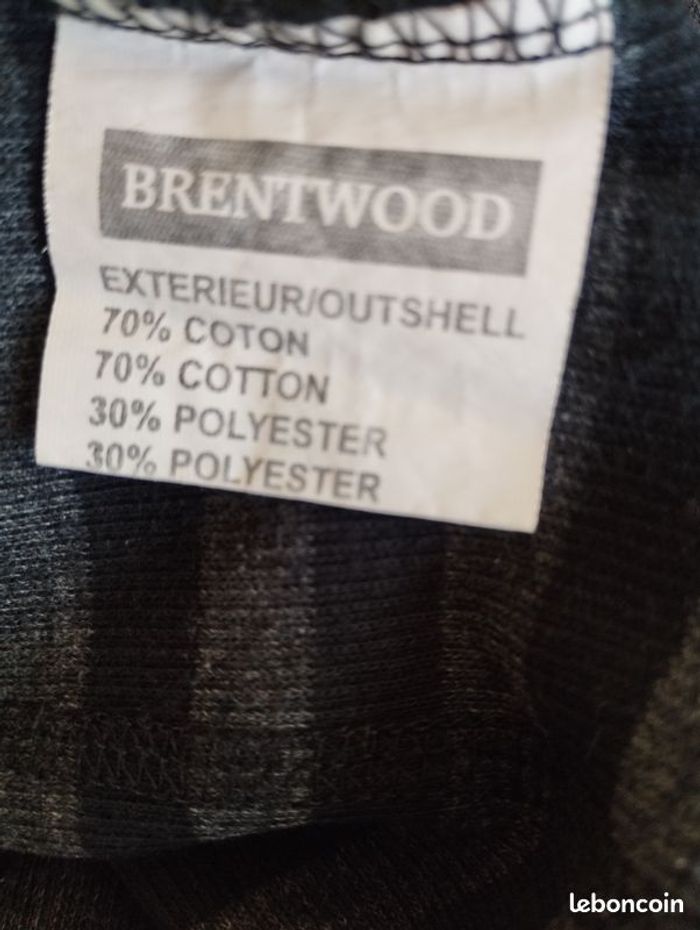 BRENTWOOD
EXTERIEUR/OUTSHELL
70% COTON
70% COTTON
30% POLYESTER
30% POLYESTER
leboncoin